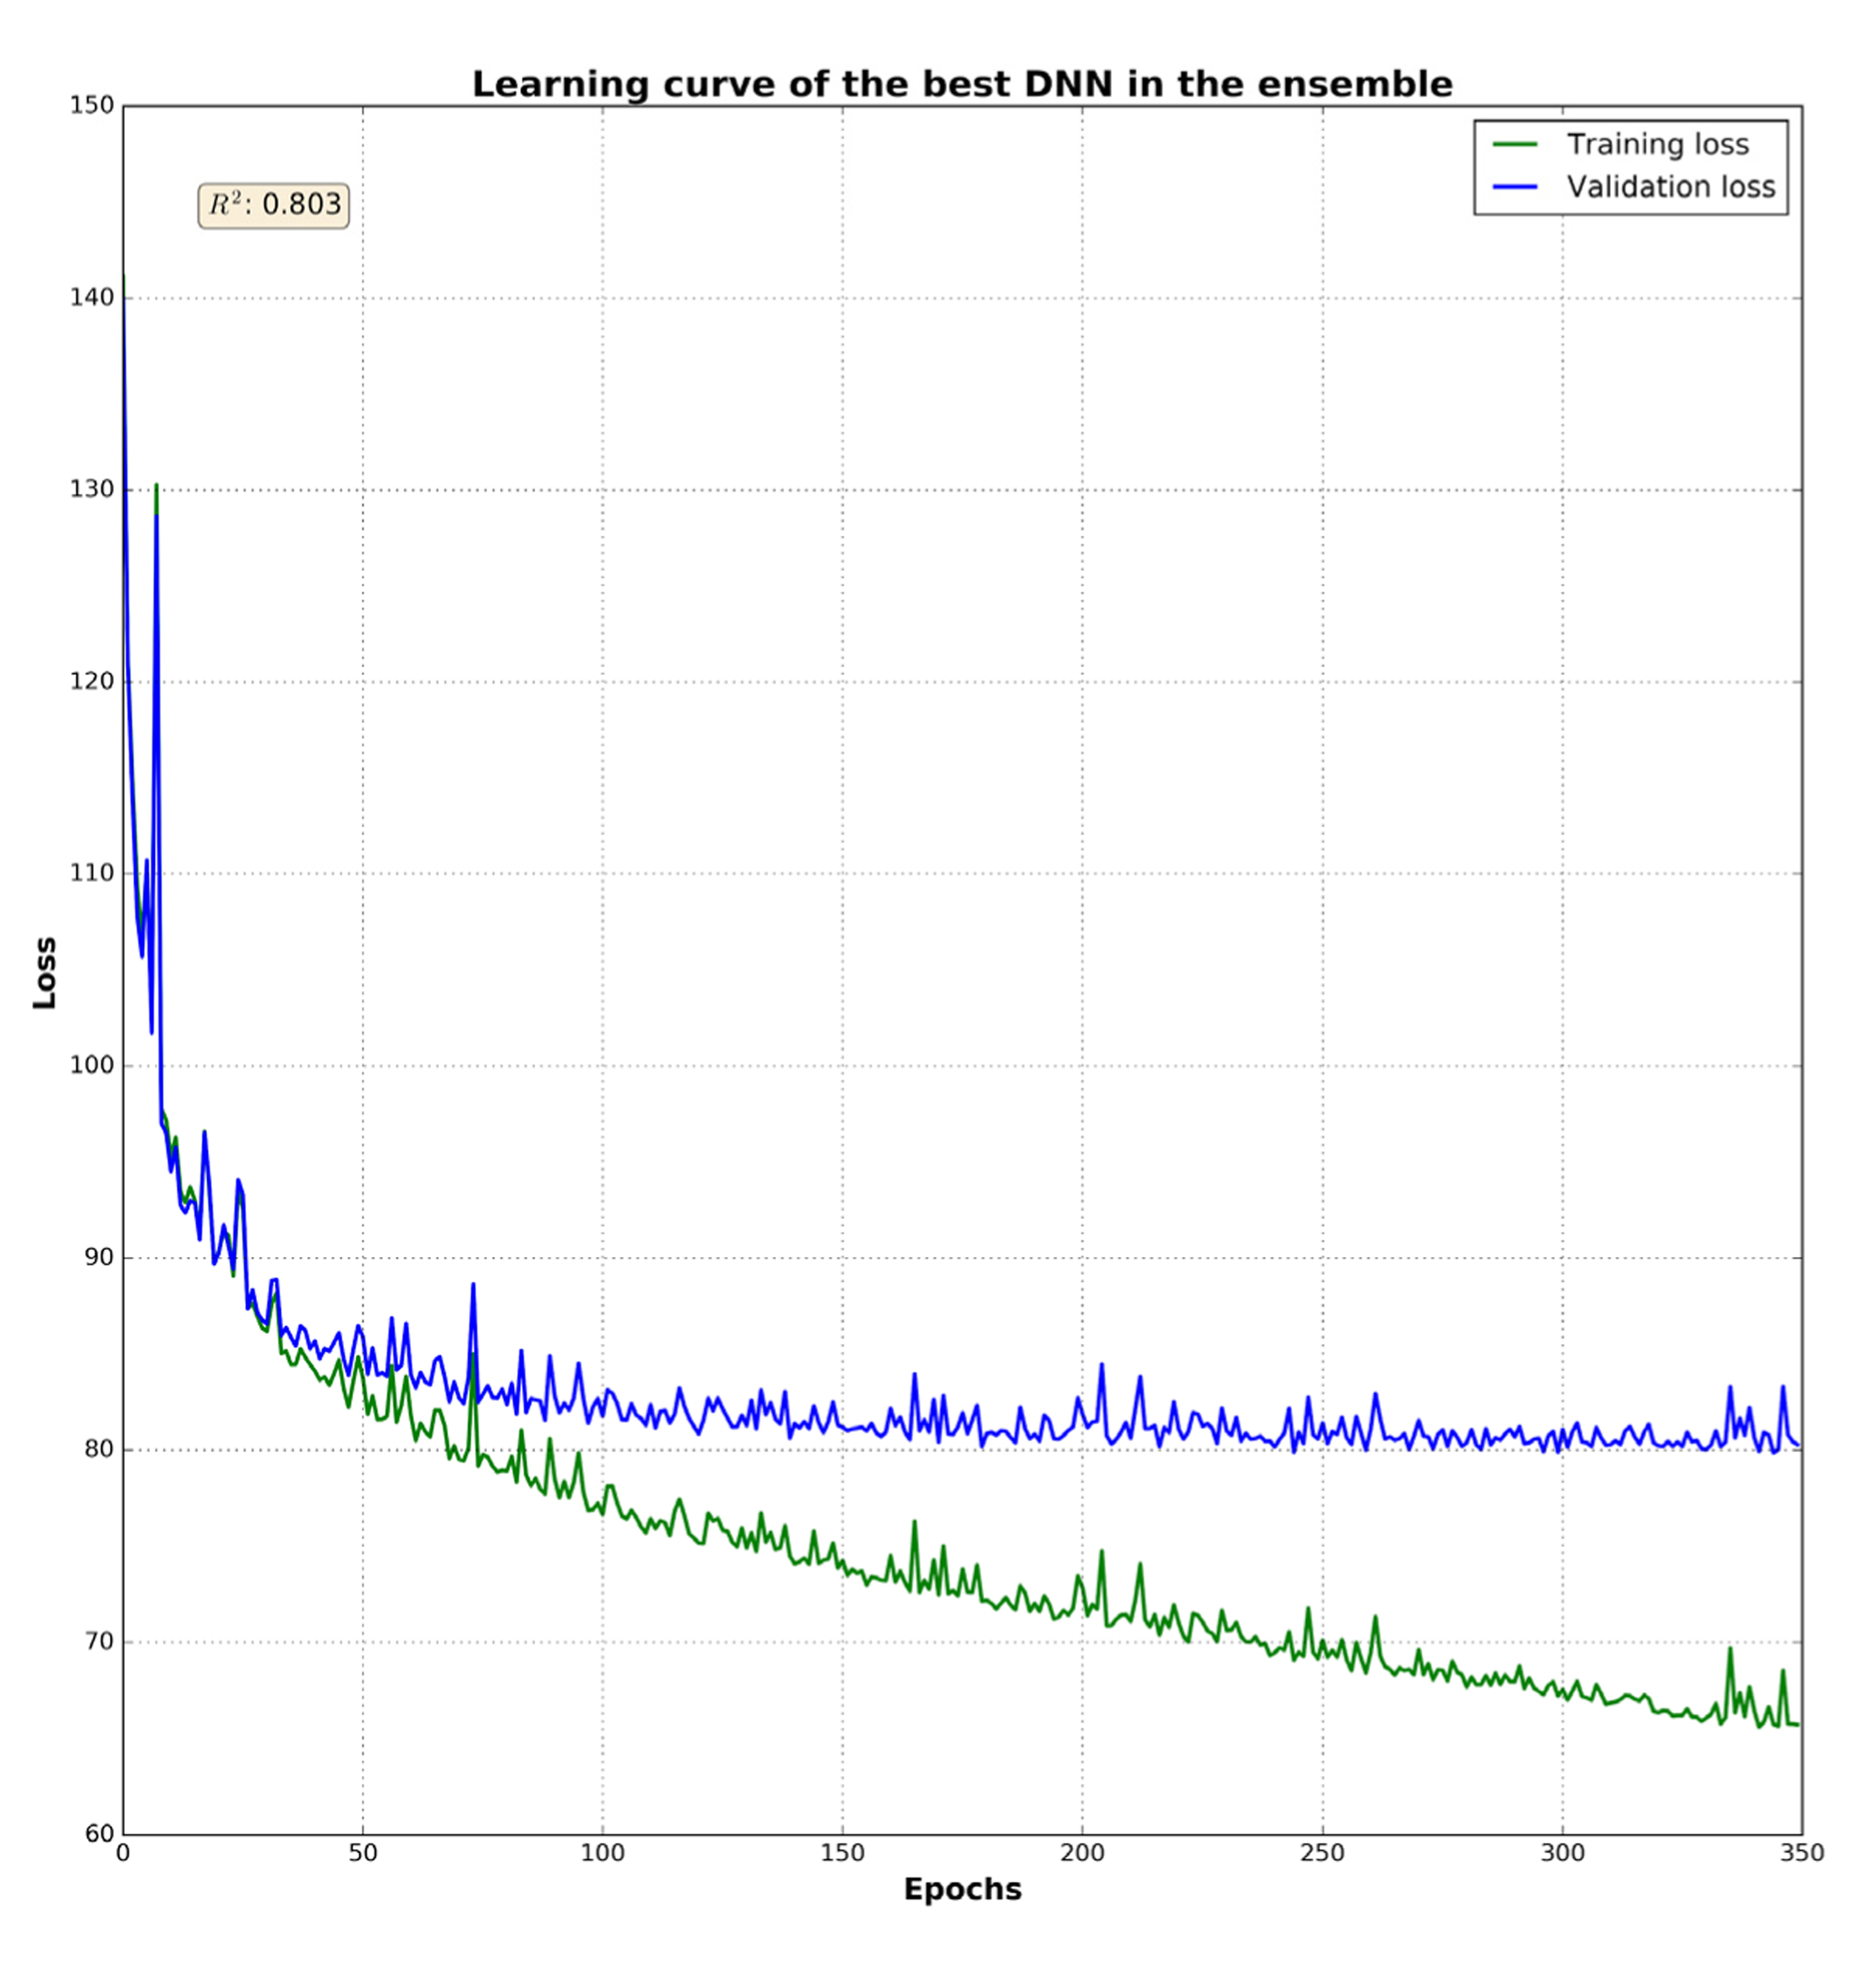 Learning curve of the best DNN in the ensemble
150
Training loss
Validation loss
R²: 0.803
140
130
120
110
Loss
100
90
80
70
60
0 50 100 150 200 250 300 350
Epochs